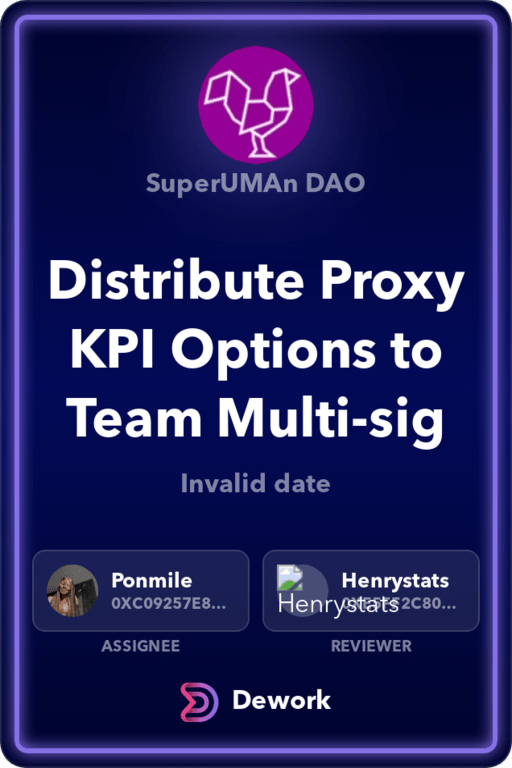 SuperUMAn DAO
Distribute Proxy
KPI Options to
Team Multi-sig
Invalid date
Ponmile
0XC09257E8...
Henrystats
Henrystats
ASSIGNEE
REVIEWER
Dework